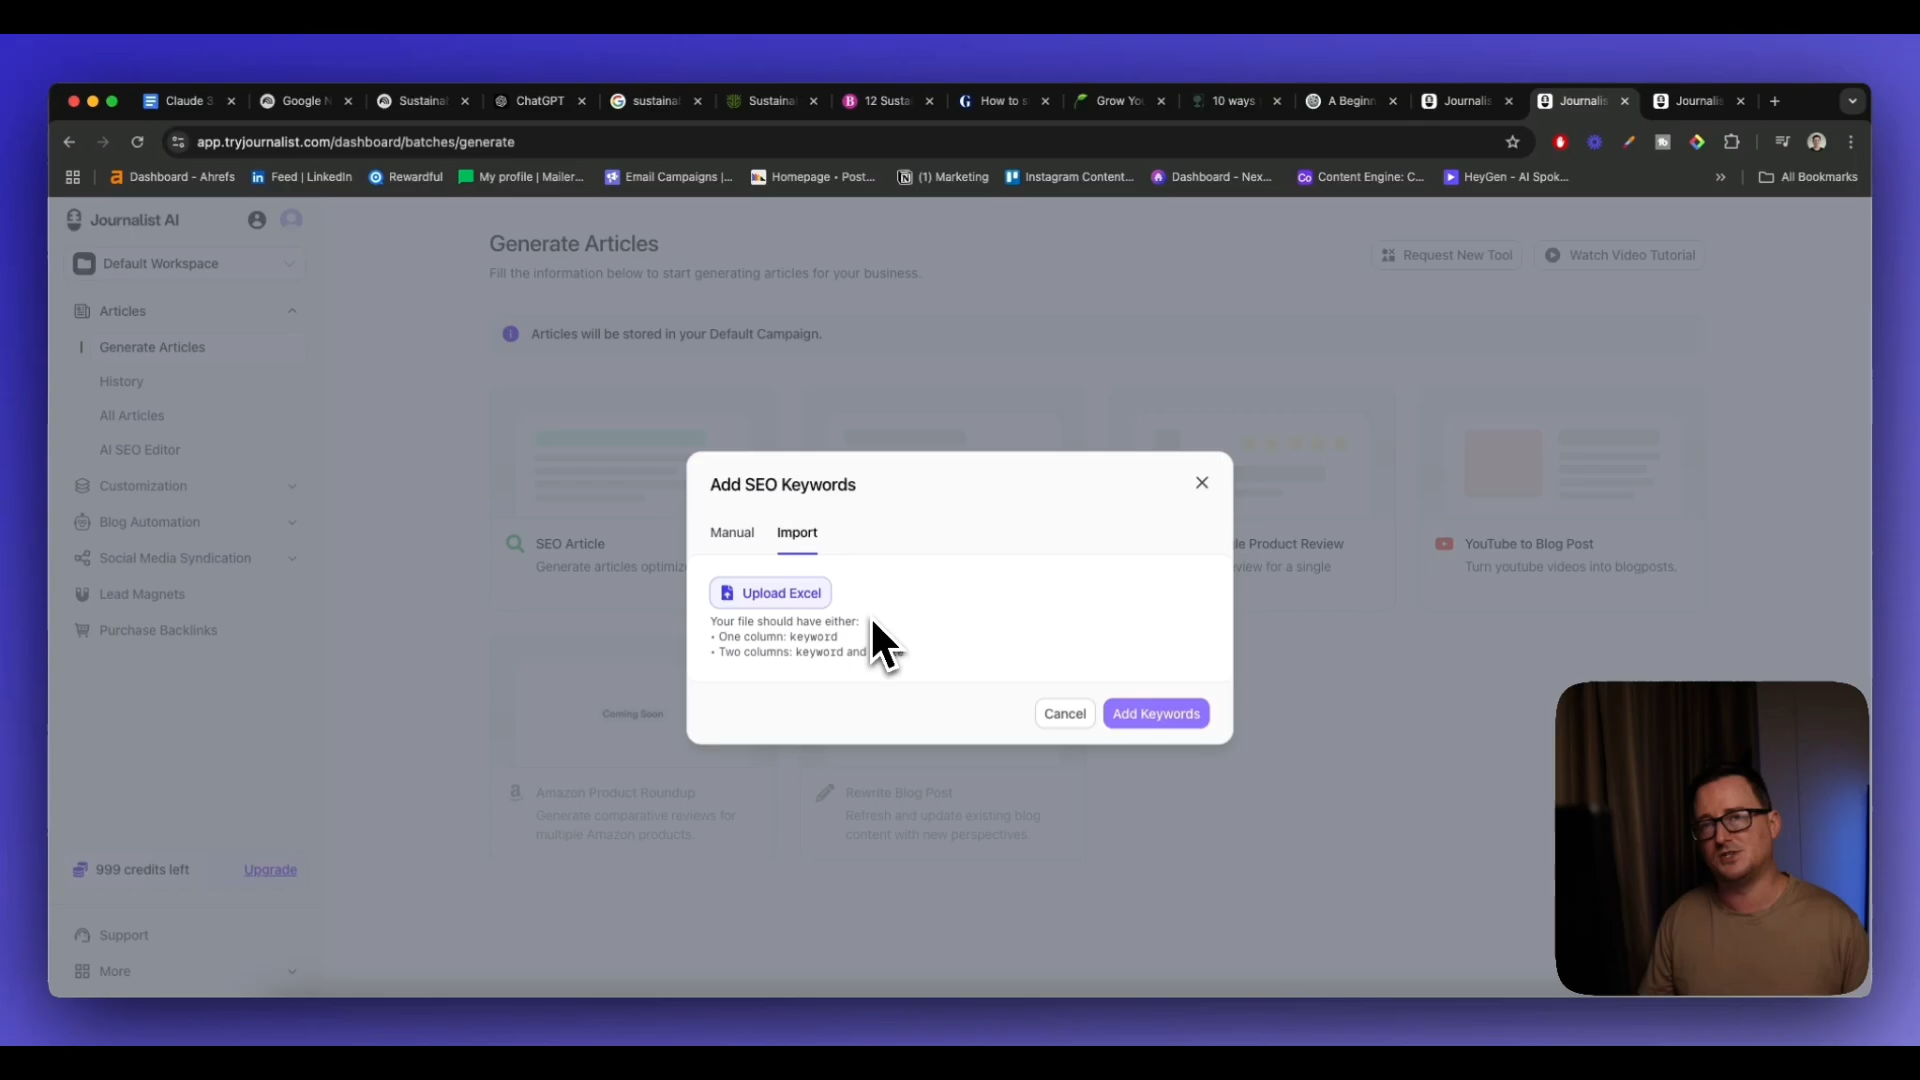 Claude 3
Google N
Sustaina
ChatGPT
sustaina
Sustaina
12 Susta
How to s
Grow Yo
10 ways
A Beginn
Journalis
Journalis
Journalis
app.tryjournalist.com/dashboard/batches/generate
Dashboard - Ahrefs
Feed | LinkedIn
Rewardful
My profile | Mailer...
Email Campaigns |...
Homepage • Post...
(1) Marketing
Instagram Content...
Dashboard - Nex...
Content Engine: C...
HeyGen - AI Spok...
All Bookmarks
Journalist AI
Default Workspace
Articles
Generate Articles
History
All Articles
AI SEO Editor
Customization
Blog Automation
Social Media Syndication
Lead Magnets
Purchase Backlinks
999 credits left
Upgrade
Support
More
Generate Articles
Fill the information below to start generating articles for your business.
Request New Tool
Watch Video Tutorial
Articles will be stored in your Default Campaign.
SEO Article
Generate articles optimiz
le Product Review
view for a single
YouTube to Blog Post
Turn youtube videos into blogposts.
Add SEO Keywords
Manual
Import
Upload Excel
Your file should have either:
• One column: keyword
• Two columns: keyword and
Cancel
Add Keywords
Coming Soon
Amazon Product Roundup
Generate comparative reviews for
multiple Amazon products.
Rewrite Blog Post
Refresh and update existing blog
content with new perspectives.